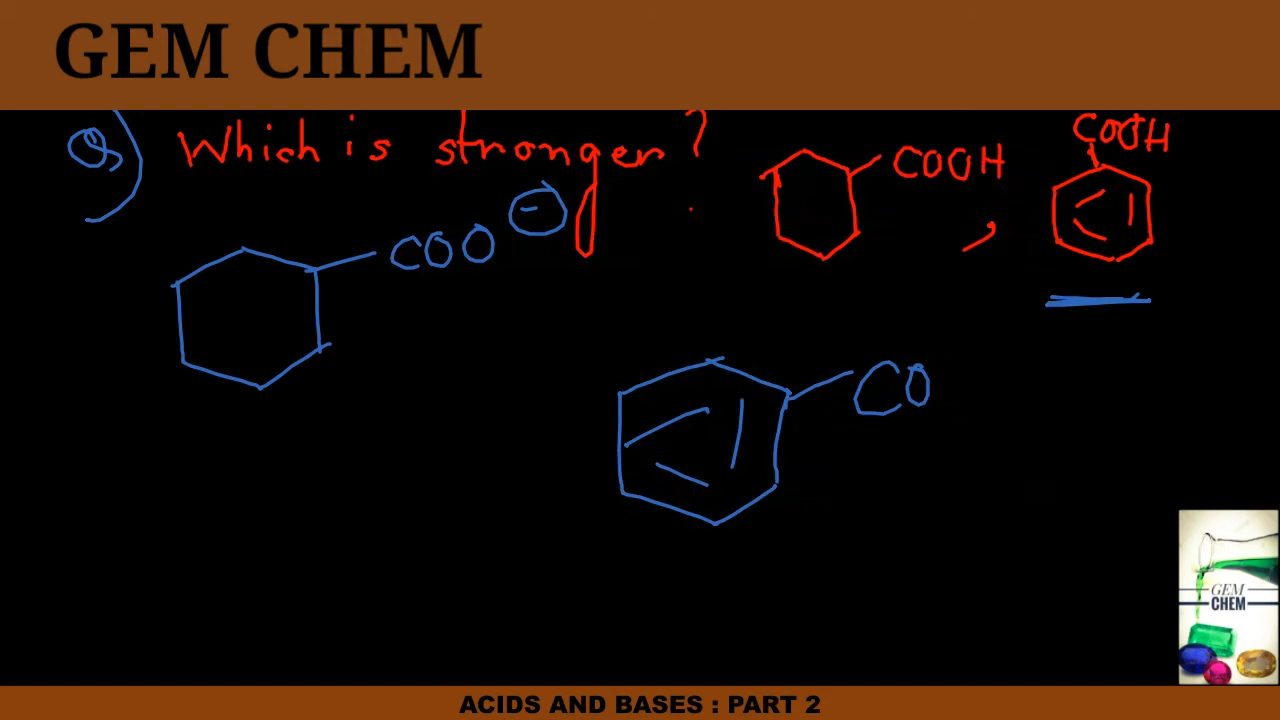 GEM CHEM
Q) Which is stronger? COOH , COOH
COO⊖
CO
GEM
CHEM
ACIDS AND BASES : PART 2